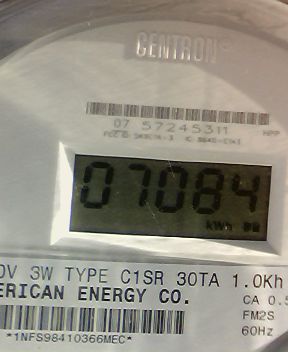 CENTRON®
07 57245311
07084
kWh
0V 3W TYPE C1SR 30TA 1.0Kh
ERICAN ENERGY CO.
CA 0.5
FM2S
*1NFS98410366MEC*
60Hz